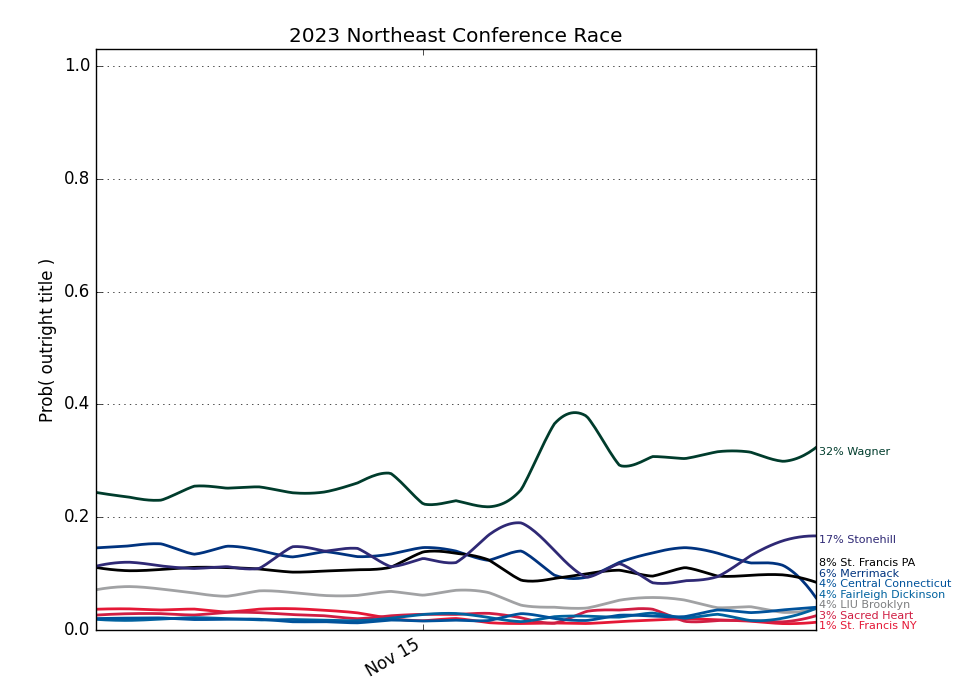 2023 Northeast Conference Race
1.0
0.8
0.6
0.4
0.2
0.0
Prob( outright title )
Nov 15
32% Wagner
17% Stonehill
8% St. Francis PA
6% Merrimack
4% Central Connecticut
4% Fairleigh Dickinson
4% LIU Brooklyn
3% Sacred Heart
1% St. Francis NY